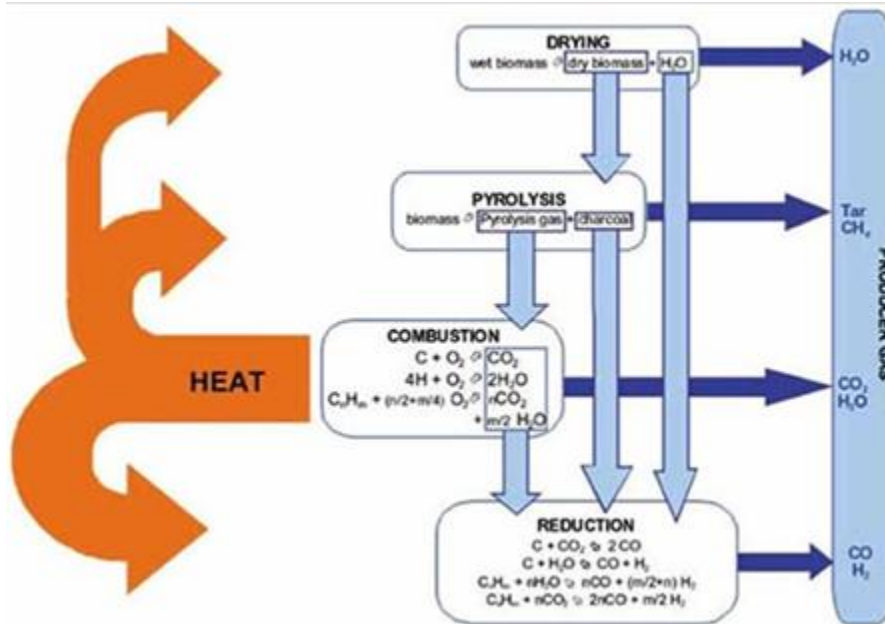 DRYING
wet biomass ⇗ dry biomass + H₂O
H₂O
PYROLYSIS
biomass ⇗ Pyrolysis gas + charcoal
Tar
CH₄
PRODUCER GAS
COMBUSTION
C + O₂ ⇗ CO₂
4H + O₂ ⇗ 2H₂O
CₙHₘ + (n/2+m/4) O₂ ⇗ nCO₂
+ m/2 H₂O
HEAT
CO₂
H₂O
REDUCTION
C + CO₂ ⇘ 2 CO
C + H₂O ⇘ CO + H₂
CₙHₘ + nH₂O ⇘ nCO + (m/2+n) H₂
CₙHₘ + nCO₂ ⇘ 2nCO + m/2 H₂
CO
H₂